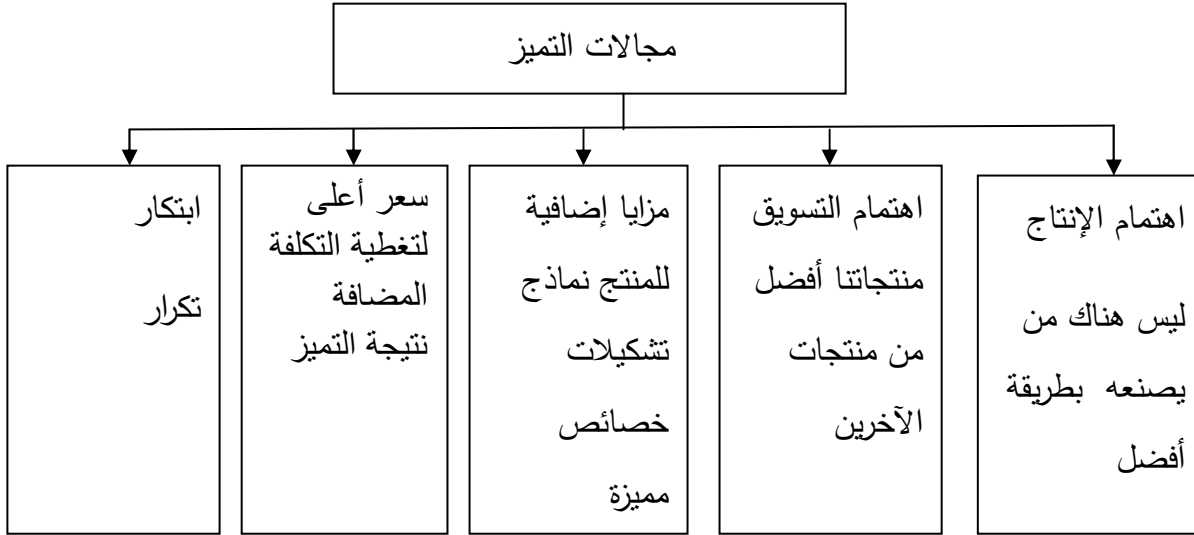 مجالات التميز
اهتمام الإنتاج
ليس هناك من
يصنعه بطريقة
أفضل
اهتمام التسويق
منتجاتنا أفضل
من منتجات
الآخرين
مزايا إضافية
للمنتج نماذج
تشكيلات
خصائص
مميزة
سعر أعلى
لتغطية التكلفة
المضافة
نتيجة التميز
ابتكار
تكرار